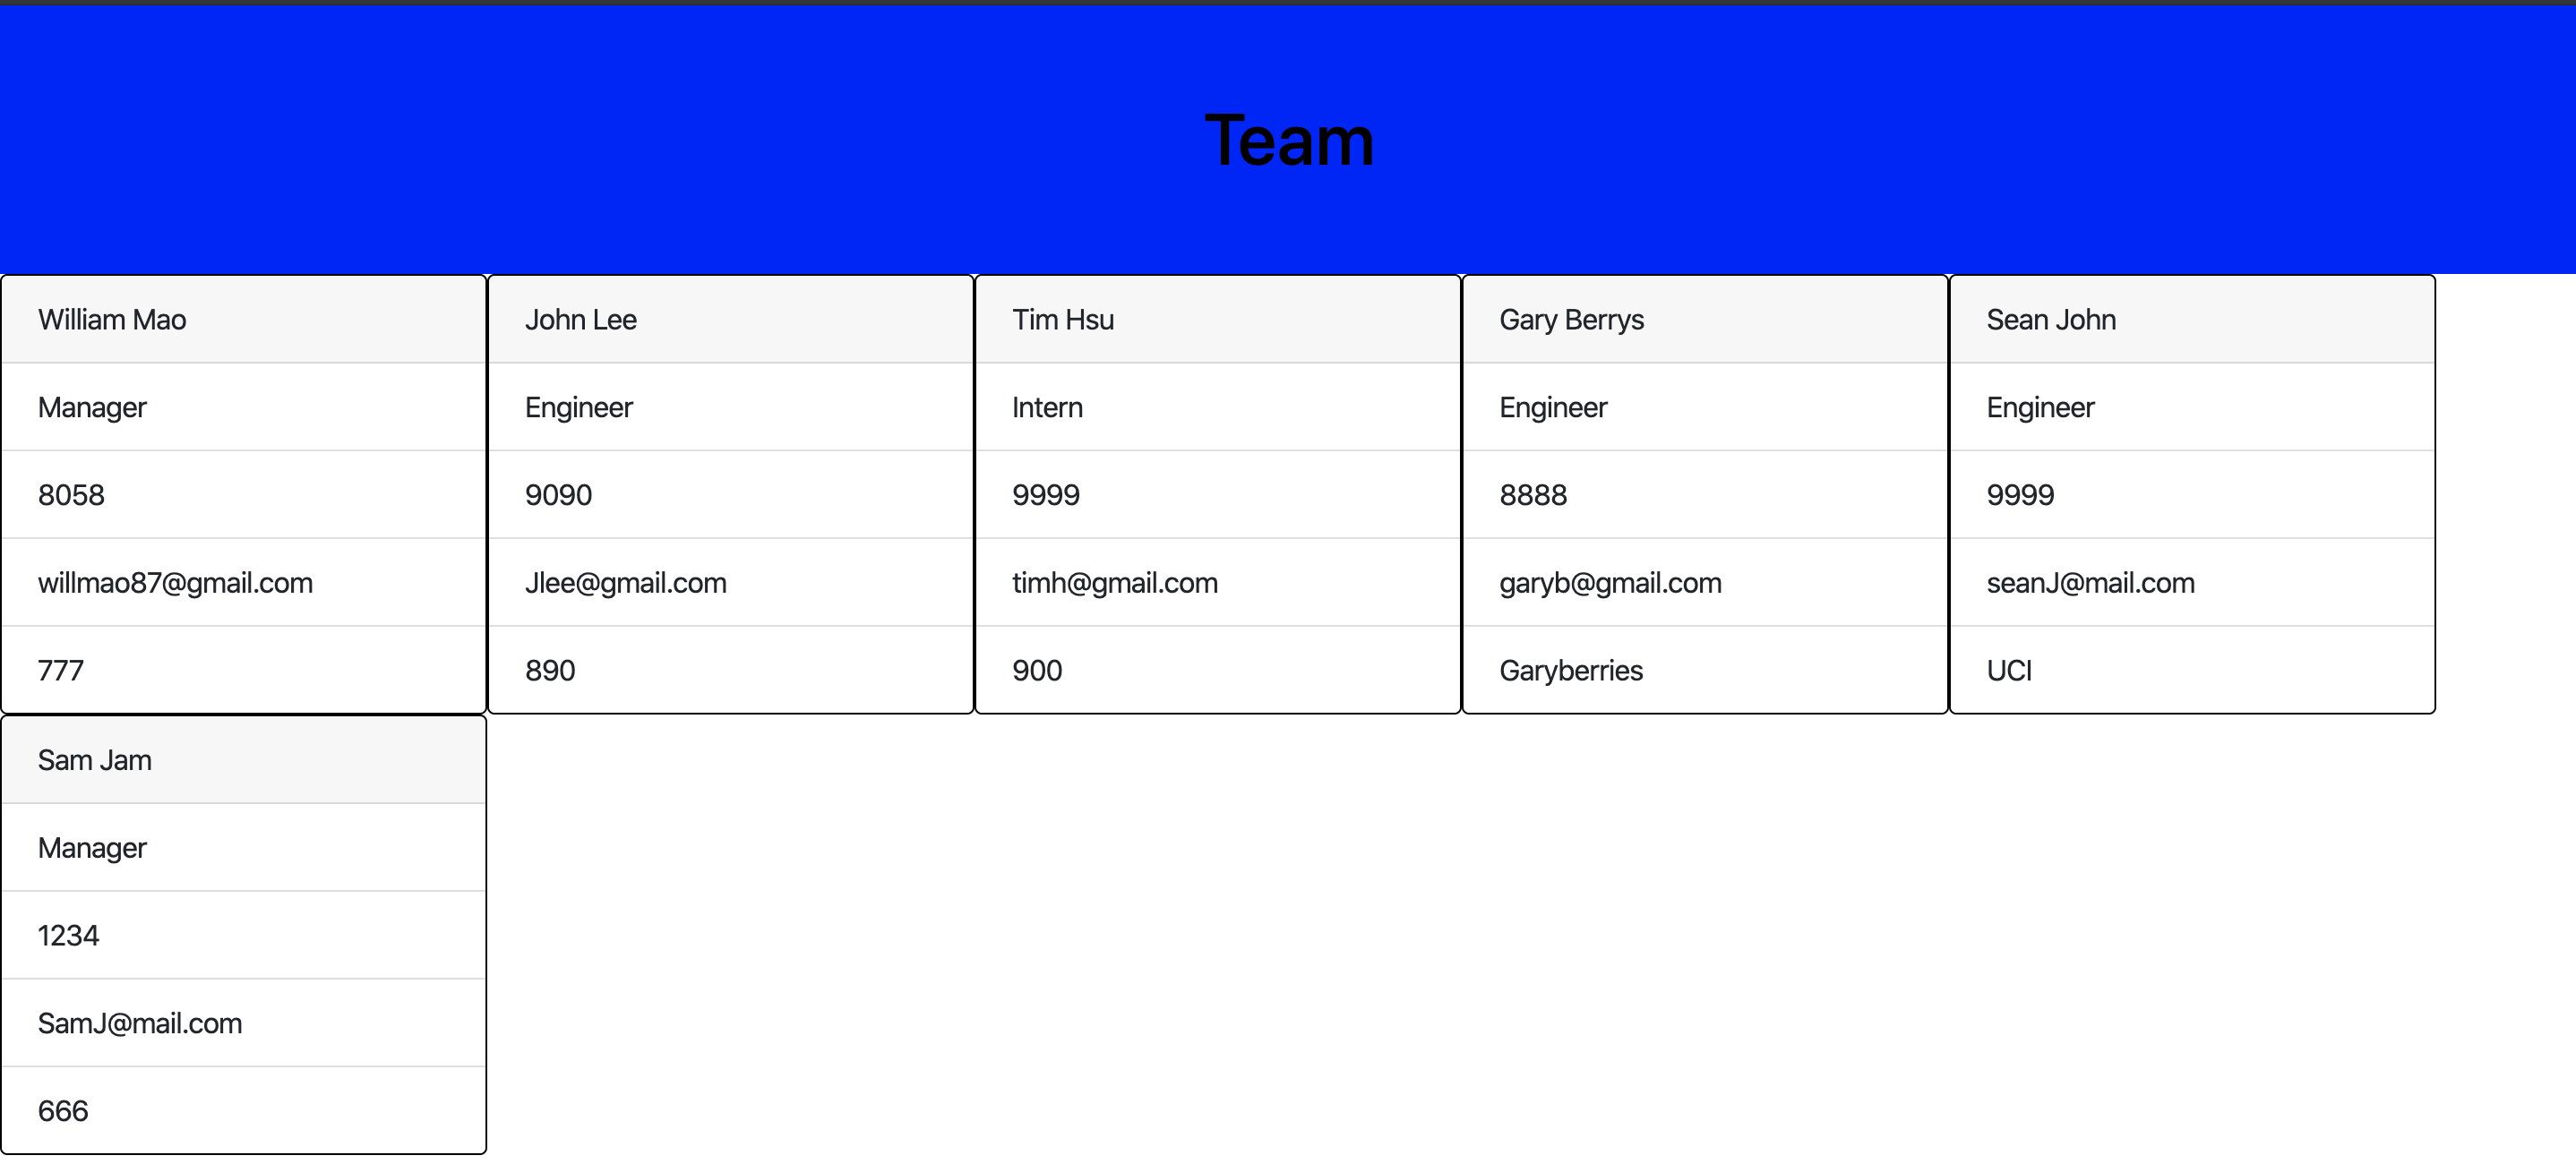 Team
William Mao
Manager
8058
willmao87@gmail.com
777
John Lee
Engineer
9090
Jlee@gmail.com
890
Tim Hsu
Intern
9999
timh@gmail.com
900
Gary Berrys
Engineer
8888
garyb@gmail.com
Garyberries
Sean John
Engineer
9999
seanJ@mail.com
UCI
Sam Jam
Manager
1234
SamJ@mail.com
666